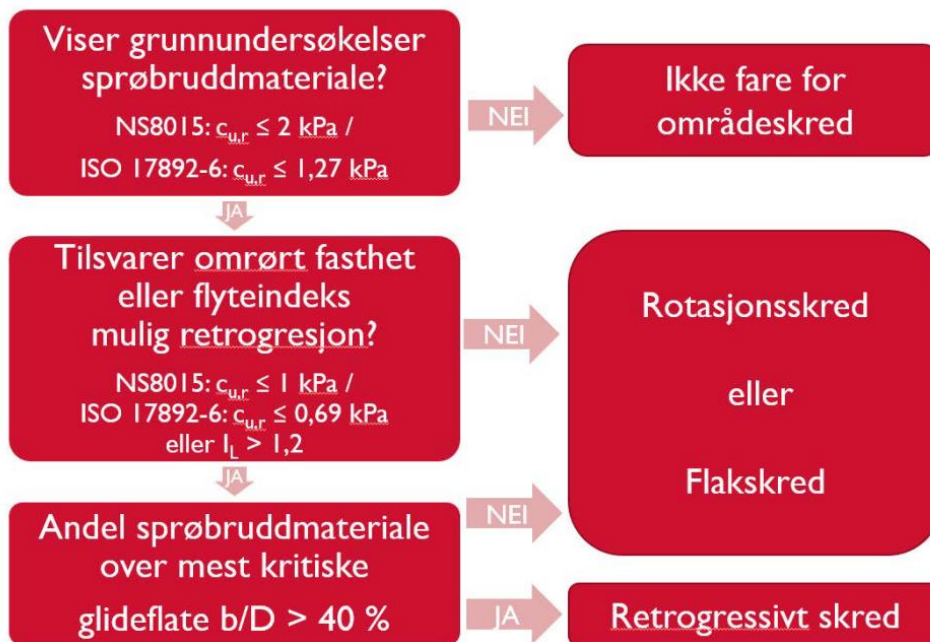 Viser grunnundersøkelser
sprøbruddmateriale?
NS8015: cu,r ≤ 2 kPa /
ISO 17892-6: cu,r ≤ 1,27 kPa
NEI
Ikke fare for
områdeskred
JA
Tilsvarer omrørt fasthet
eller flyteindeks
mulig retrogresjon?
NS8015: cu,r ≤ 1 kPa /
ISO 17892-6: cu,r ≤ 0,69 kPa
eller IL > 1,2
NEI
Rotasjonsskred
eller
Flakskred
JA
Andel sprøbruddmateriale
over mest kritiske
glideflate b/D > 40 %
NEI
JA
Retrogressivt skred